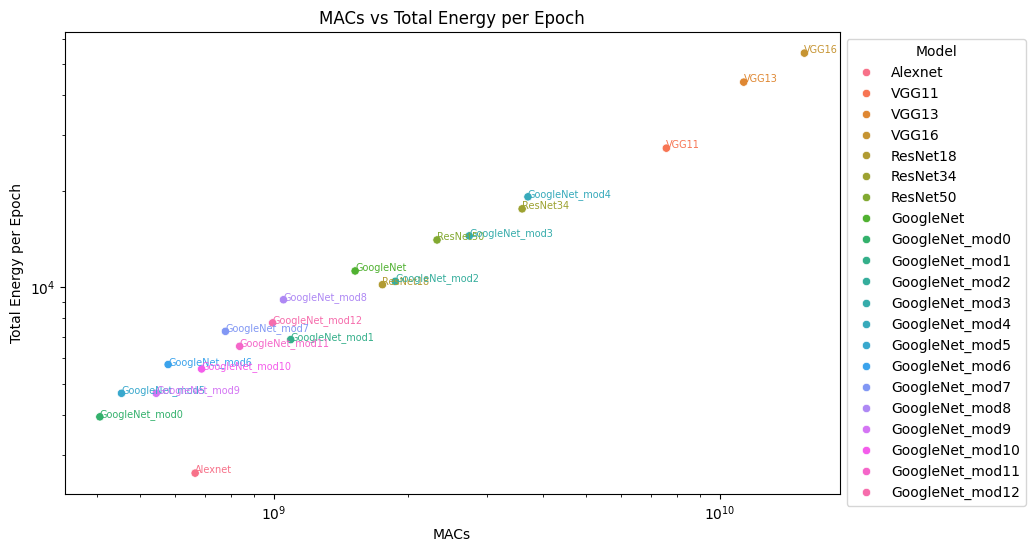 MACs vs Total Energy per Epoch
Total Energy per Epoch
10^4
10^9
10^10
MACs
VGG16
VGG13
VGG11
GoogleNet_mod4
ResNet34
ResNet50
GoogleNet_mod3
GoogleNet
GoogleNet_mod2
ResNet18
GoogleNet_mod8
GoogleNet_mod12
GoogleNet_mod7
GoogleNet_mod1
GoogleNet_mod11
GoogleNet_mod6
GoogleNet_mod10
GoogleNet_mod5
GoogleNet_mod9
GoogleNet_mod0
Alexnet
Model
Alexnet
VGG11
VGG13
VGG16
ResNet18
ResNet34
ResNet50
GoogleNet
GoogleNet_mod0
GoogleNet_mod1
GoogleNet_mod2
GoogleNet_mod3
GoogleNet_mod4
GoogleNet_mod5
GoogleNet_mod6
GoogleNet_mod7
GoogleNet_mod8
GoogleNet_mod9
GoogleNet_mod10
GoogleNet_mod11
GoogleNet_mod12